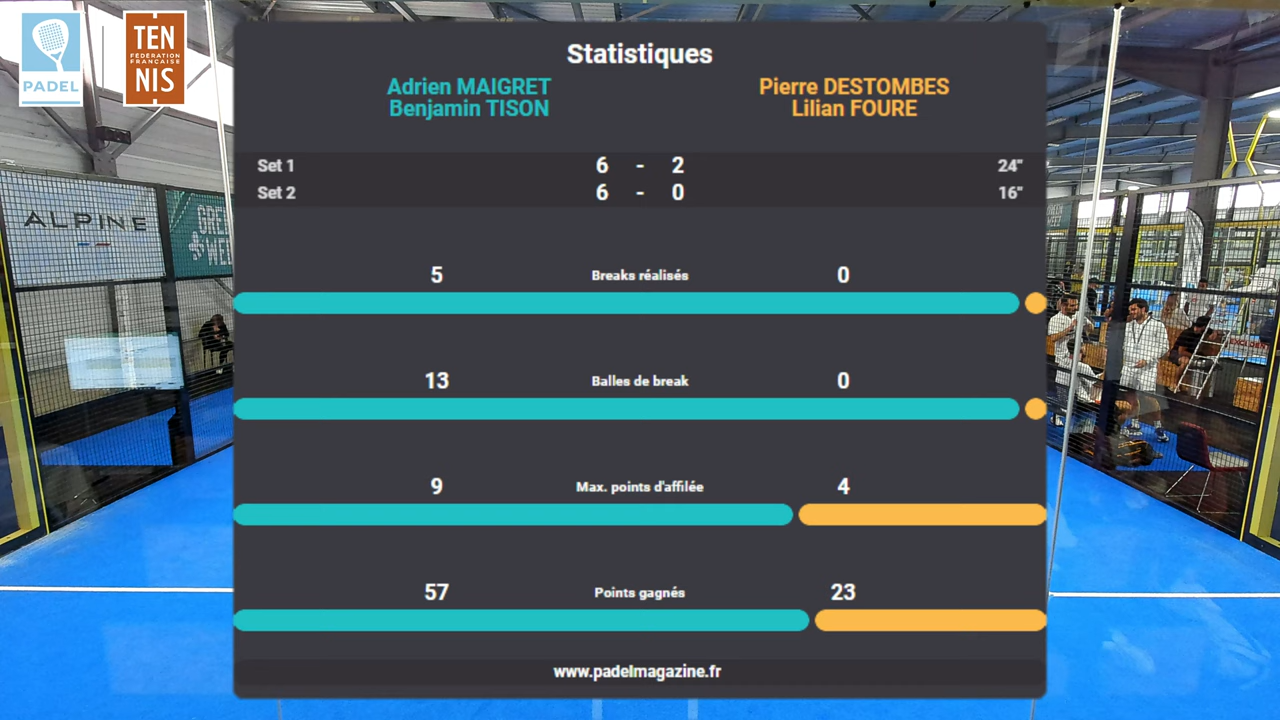 PADEL
TEN
FÉDÉRATION
FRANÇAISE
NIS
Statistiques
Adrien MAIGRET
Benjamin TISON
Pierre DESTOMBES
Lilian FOURE
Set 1 6 - 2 24"
Set 2 6 - 0 16"
5 Breaks réalisés 0
13 Balles de break 0
9 Max. points d'affilée 4
57 Points gagnés 23
www.padelmagazine.fr
ALPINE